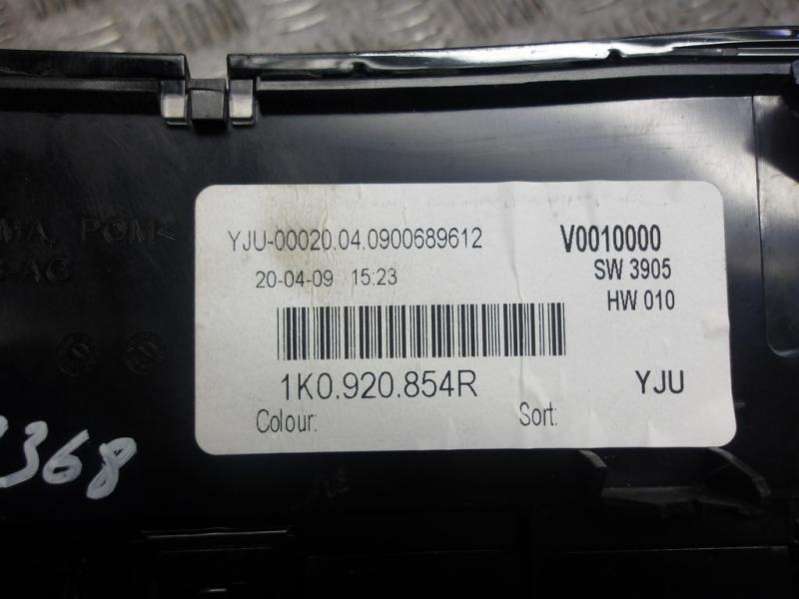 YJU-00020.04.0900689612
V0010000
20-04-09 15:23
SW 3905
HW 010
1K0.920.854R
YJU
Colour:
Sort:
POM<
368